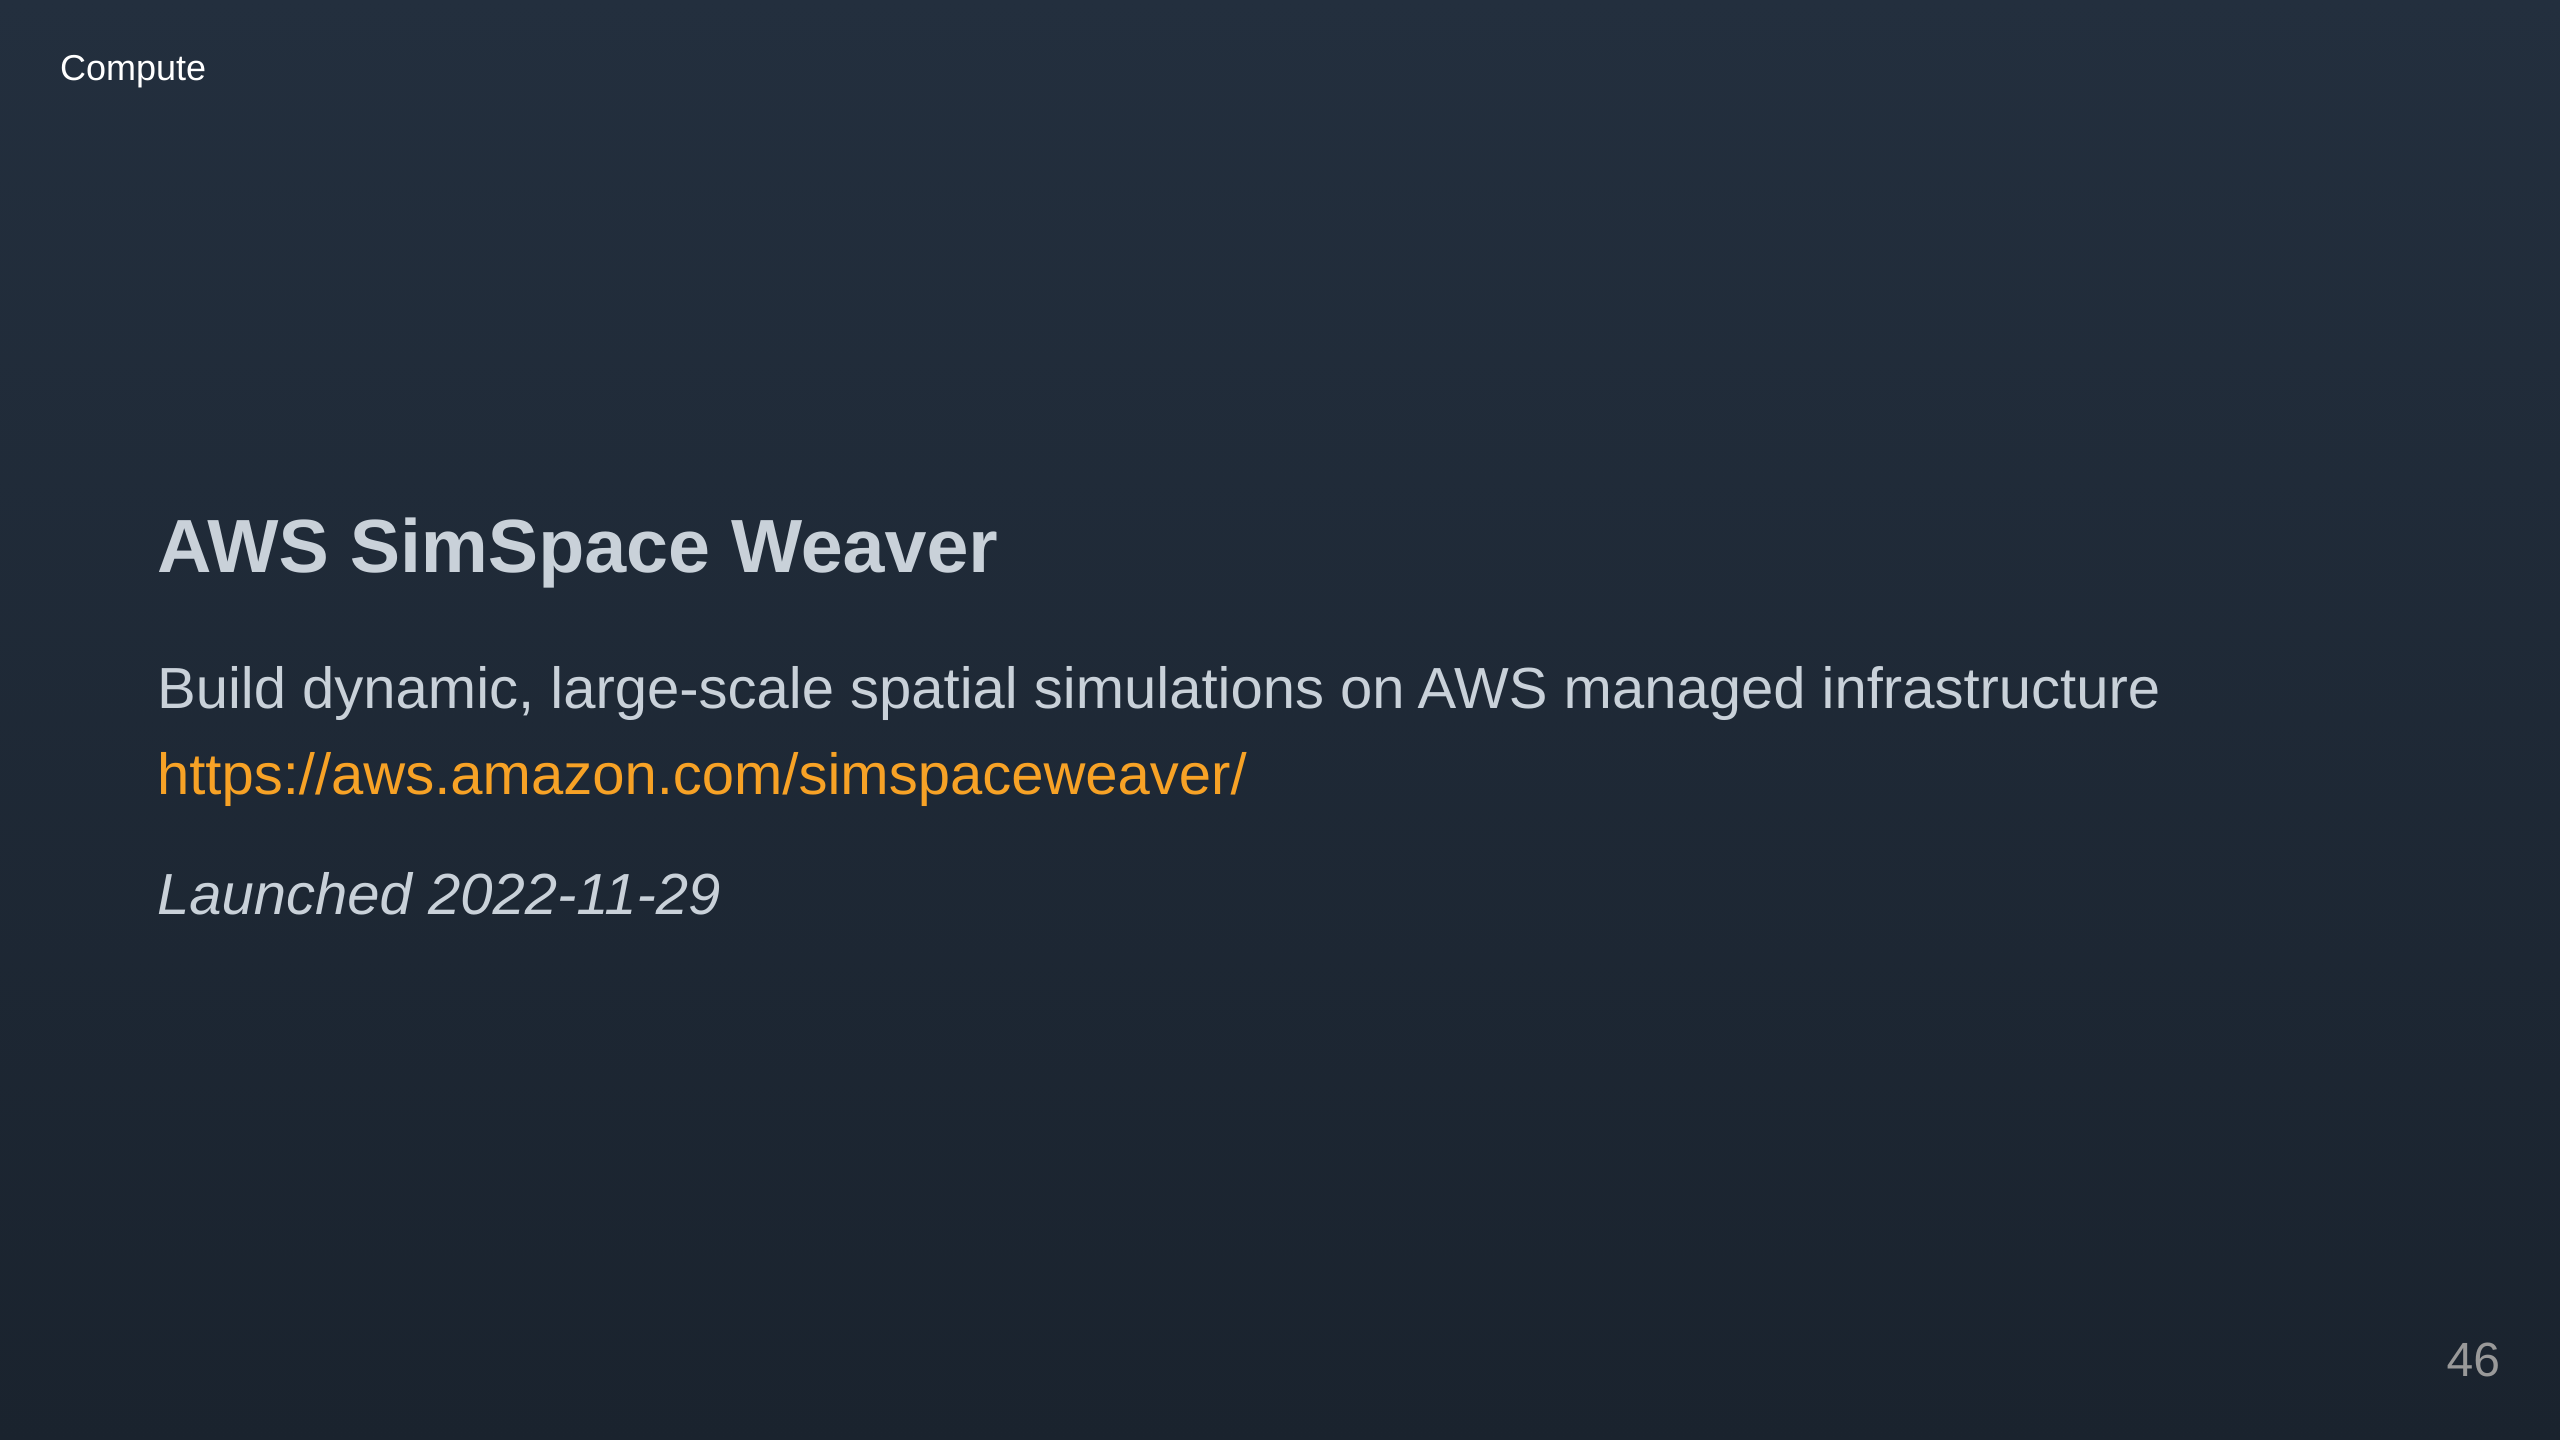 Compute
AWS SimSpace Weaver
Build dynamic, large-scale spatial simulations on AWS managed infrastructure
https://aws.amazon.com/simspaceweaver/
Launched 2022-11-29
46